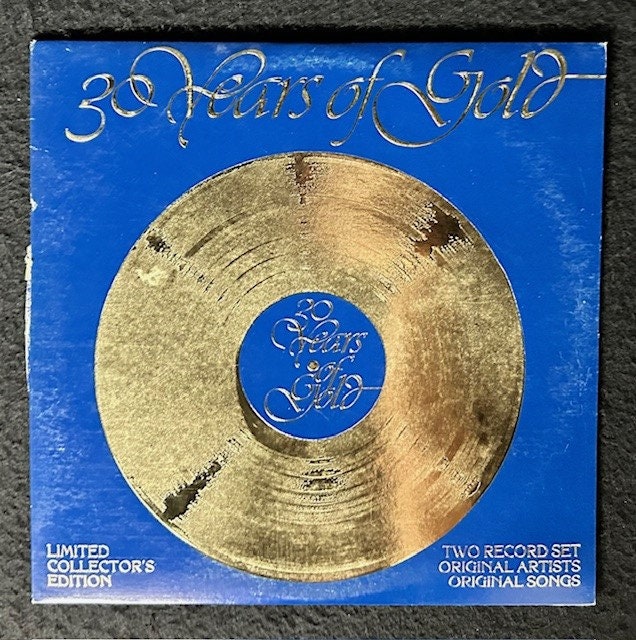 30 Years of Gold
30
Years
of
Gold
LIMITED
COLLECTOR'S
EDITION
TWO RECORD SET
ORIGINAL ARTISTS
ORIGINAL SONGS